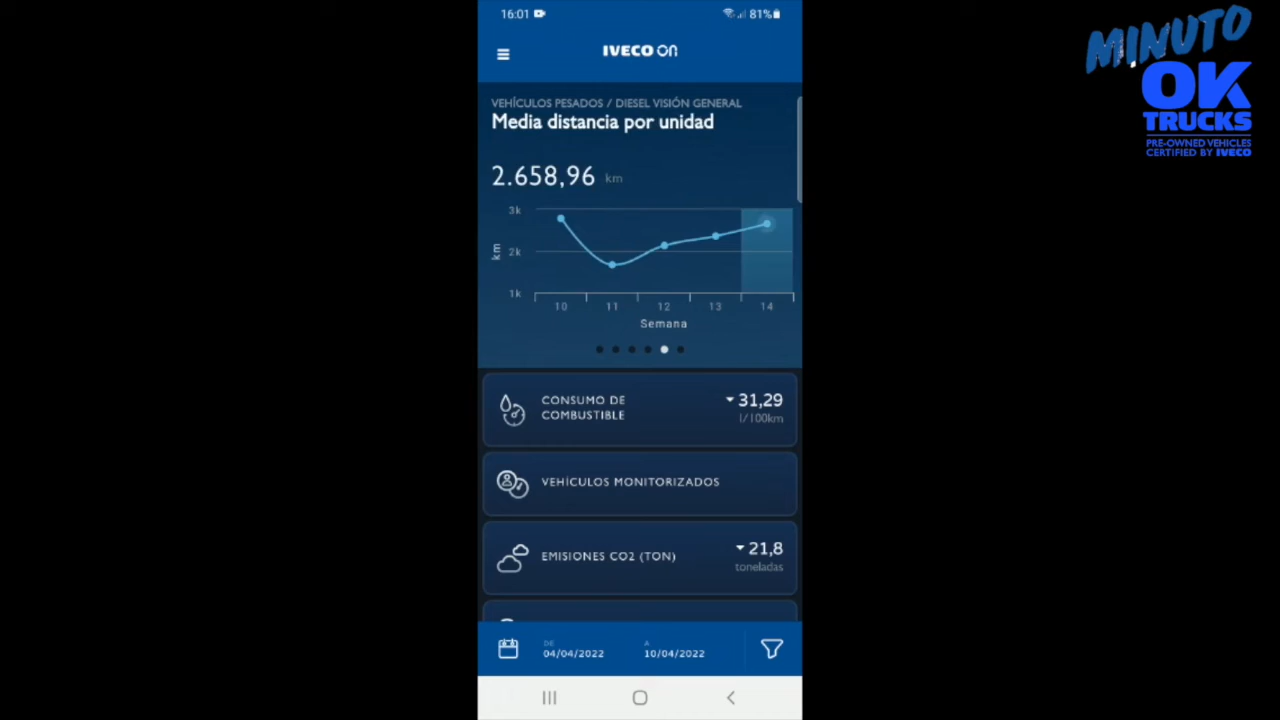 16:01
81%
MINUTO
OK
TRUCKS
PRE-OWNED VEHICLES
CERTIFIED BY IVECO
IVECO ON
VEHÍCULOS PESADOS / DIESEL VISIÓN GENERAL
Media distancia por unidad
2.658,96 km
3k
km
2k
1k
10 11 12 13 14
Semana
CONSUMO DE
COMBUSTIBLE
31,29
l/100km
VEHÍCULOS MONITORIZADOS
EMISIONES CO2 (TON)
21,8
toneladas
DE
04/04/2022
A
10/04/2022